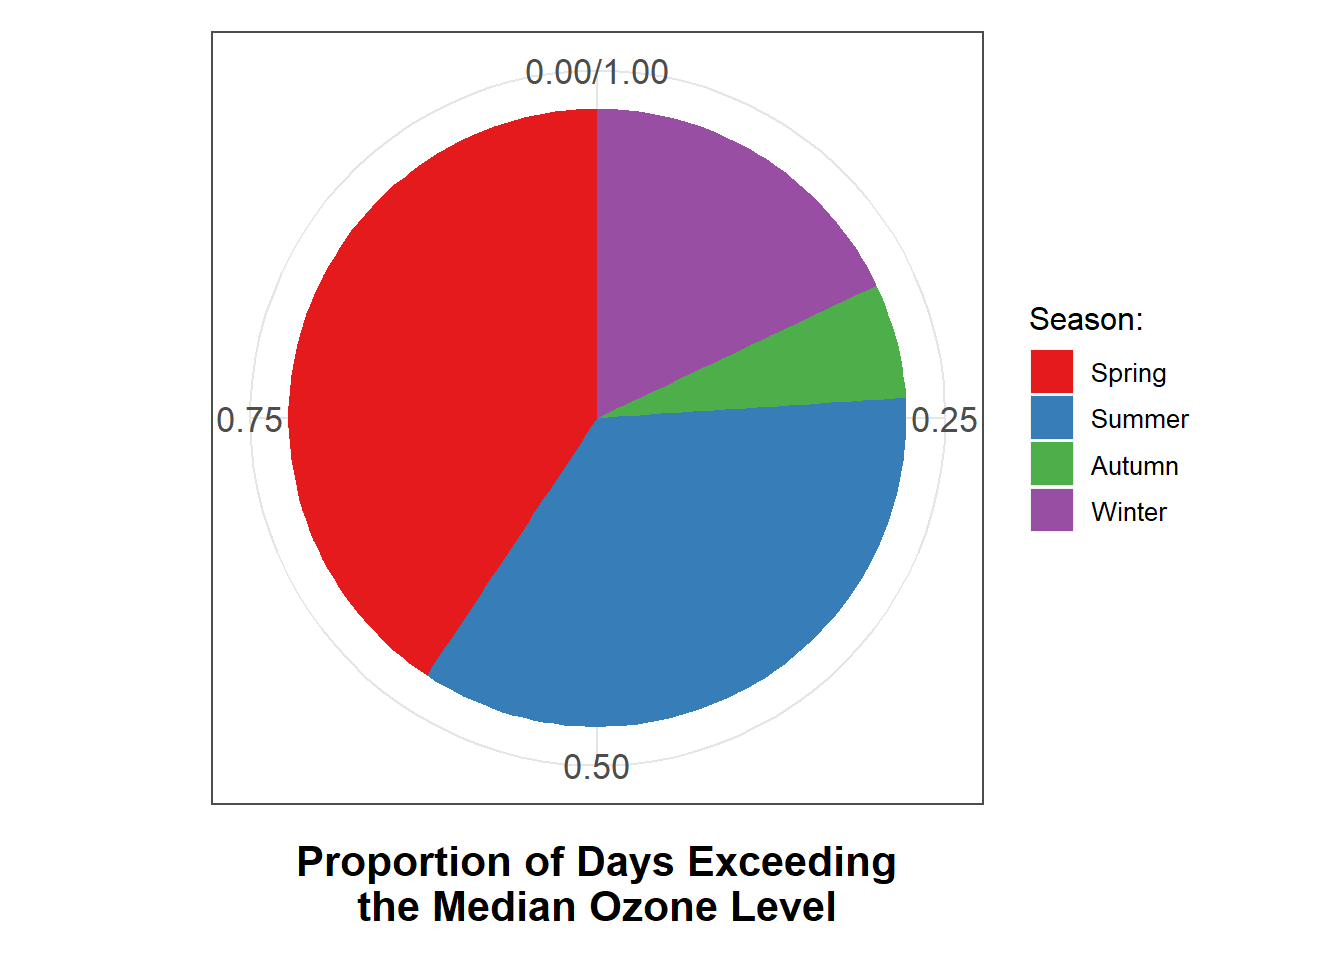 0.00/1.00
0.75
0.25
0.50
Season:
Spring
Summer
Autumn
Winter
Proportion of Days Exceeding
the Median Ozone Level